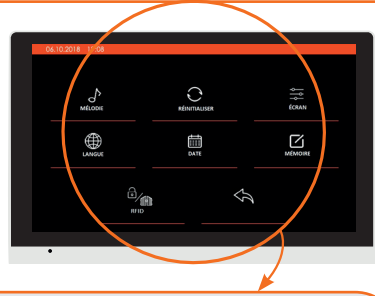 06.10.2018 11:08
MÉLODIE
RÉINITIALISER
ÉCRAN
LANGUE
DATE
MÉMOIRE
RFID